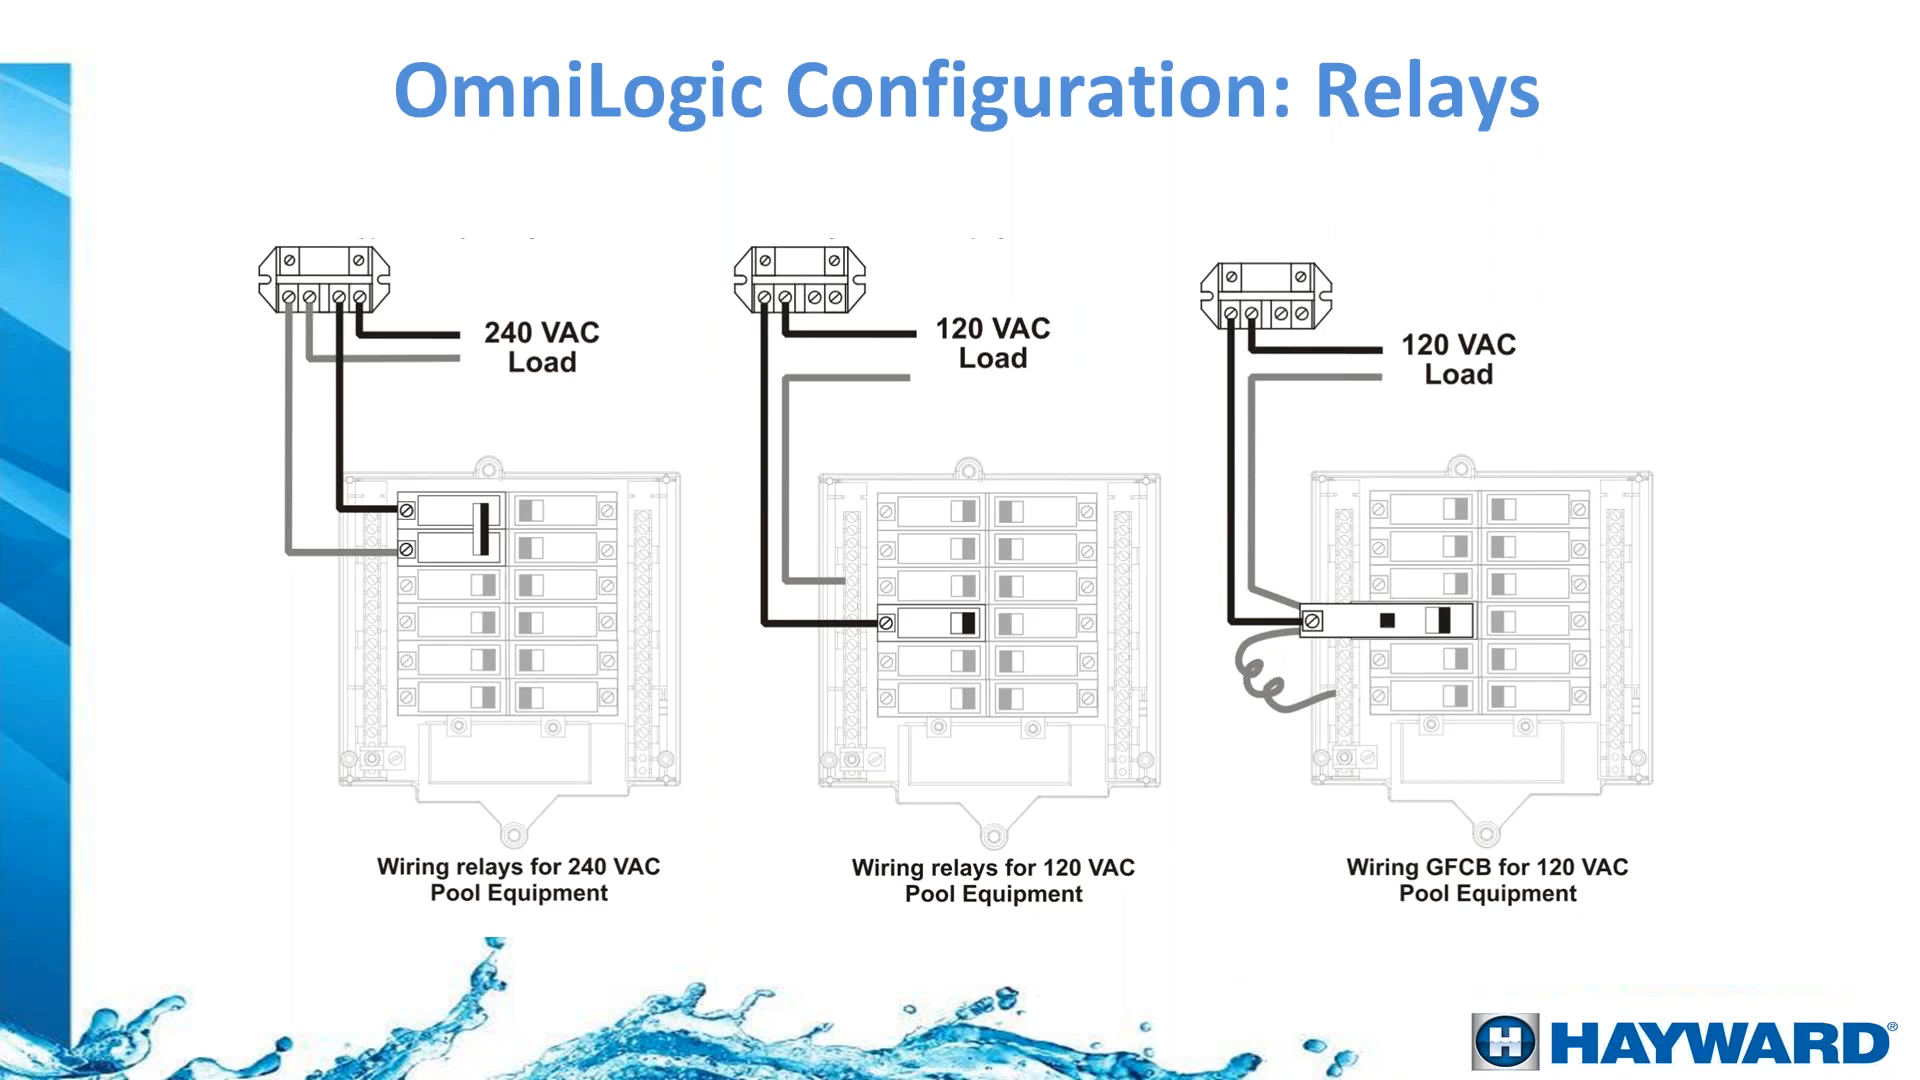 OmniLogic Configuration: Relays
240 VAC
Load
120 VAC
Load
120 VAC
Load
Wiring relays for 240 VAC
Pool Equipment
Wiring relays for 120 VAC
Pool Equipment
Wiring GFCB for 120 VAC
Pool Equipment
HAYWARD®